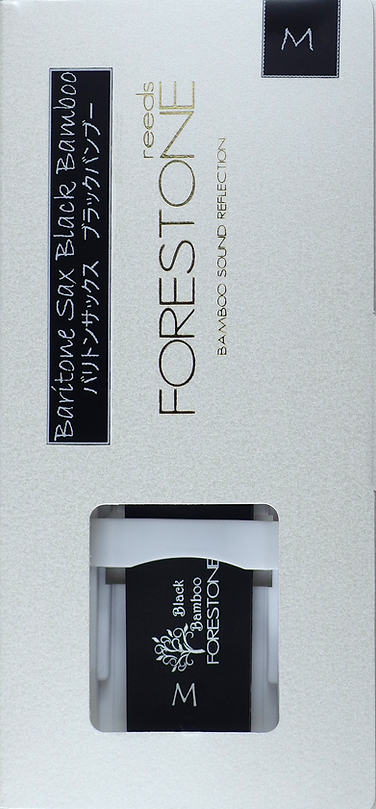 M
Baritone Sax Black Bamboo
バリトンサックス ブラックバンブー
FORESTONE
reeds
BAMBOO SOUND REFLECTION
Black
Bamboo
FORESTONE
M